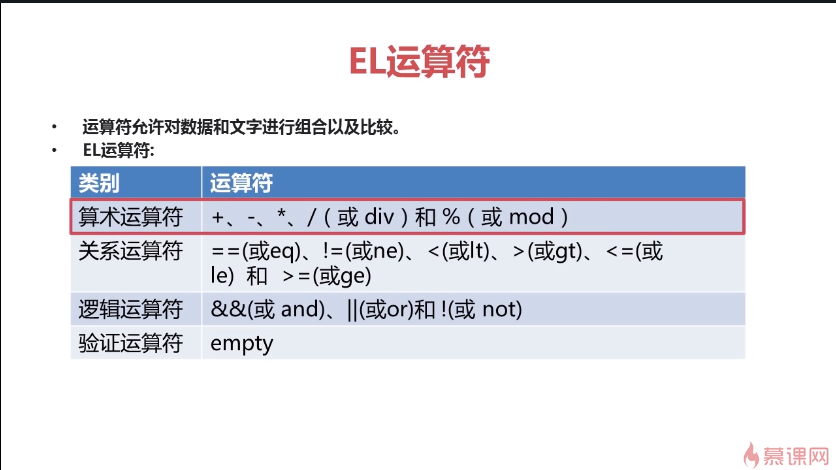 EL运算符
• 运算符允许对数据和文字进行组合以及比较。
• EL运算符:
类别 运算符
算术运算符 +、-、*、/（或 div）和 %（或 mod）
关系运算符 ==(或eq)、!=(或ne)、<(或lt)、>(或gt)、<=(或
le) 和 >=(或ge)
逻辑运算符 &&(或 and)、||(或or)和 !(或 not)
验证运算符 empty
慕课网